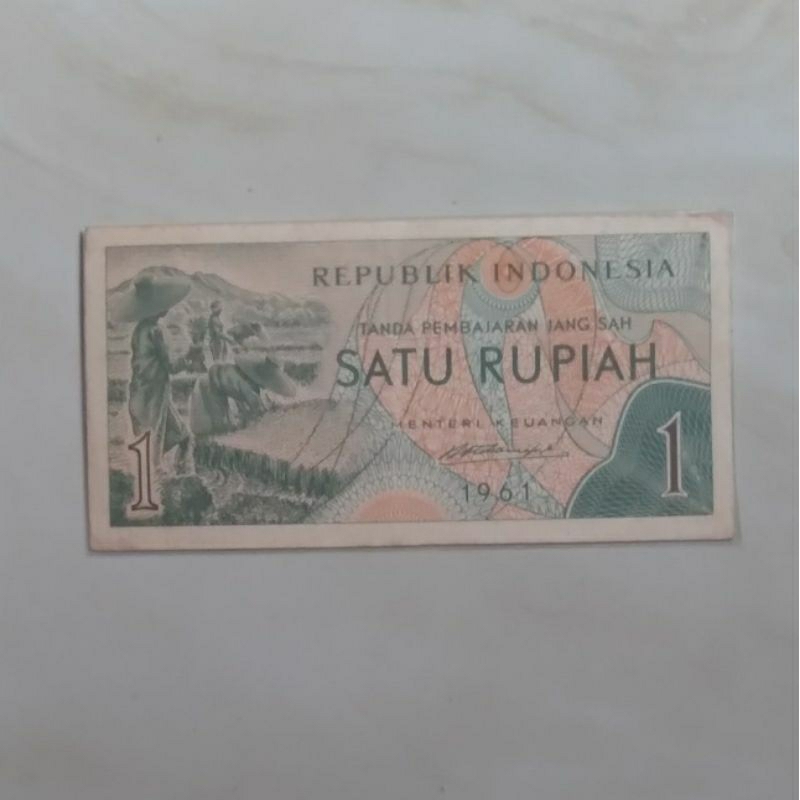 REPUBLIK INDONESIA
TANDA PEMBAJARAN JANG SAH
SATU RUPIAH
MENTERI KEUANGAN
1961
1
1